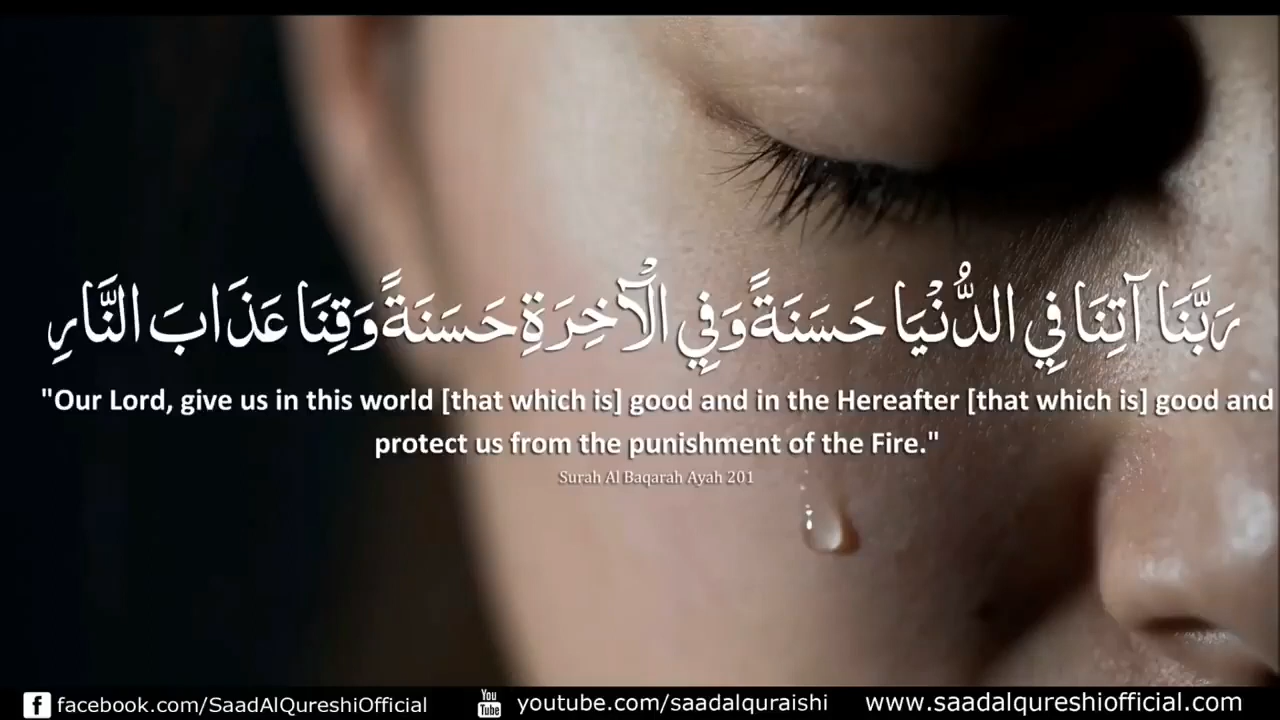 رَبَّنَا آتِنَا فِي الدُّنْيَا حَسَنَةً وَفِي الْآخِرَةِ حَسَنَةً وَقِنَا عَذَابَ النَّارِ
"Our Lord, give us in this world [that which is] good and in the Hereafter [that which is] good and
protect us from the punishment of the Fire."
Surah Al Baqarah Ayah 201
facebook.com/SaadAlQureshiOfficial You Tube youtube.com/saadalquraishi www.saadalqureshiofficial.com